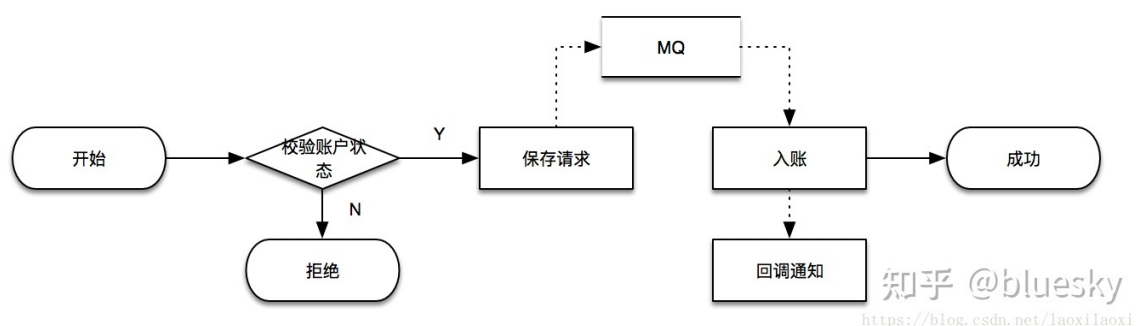 MQ
开始
校验账户状
态
Y
保存请求
入账
成功
N
拒绝
回调通知
知乎 @bluesky
https://blog.csdn.net/laoxilaoxi